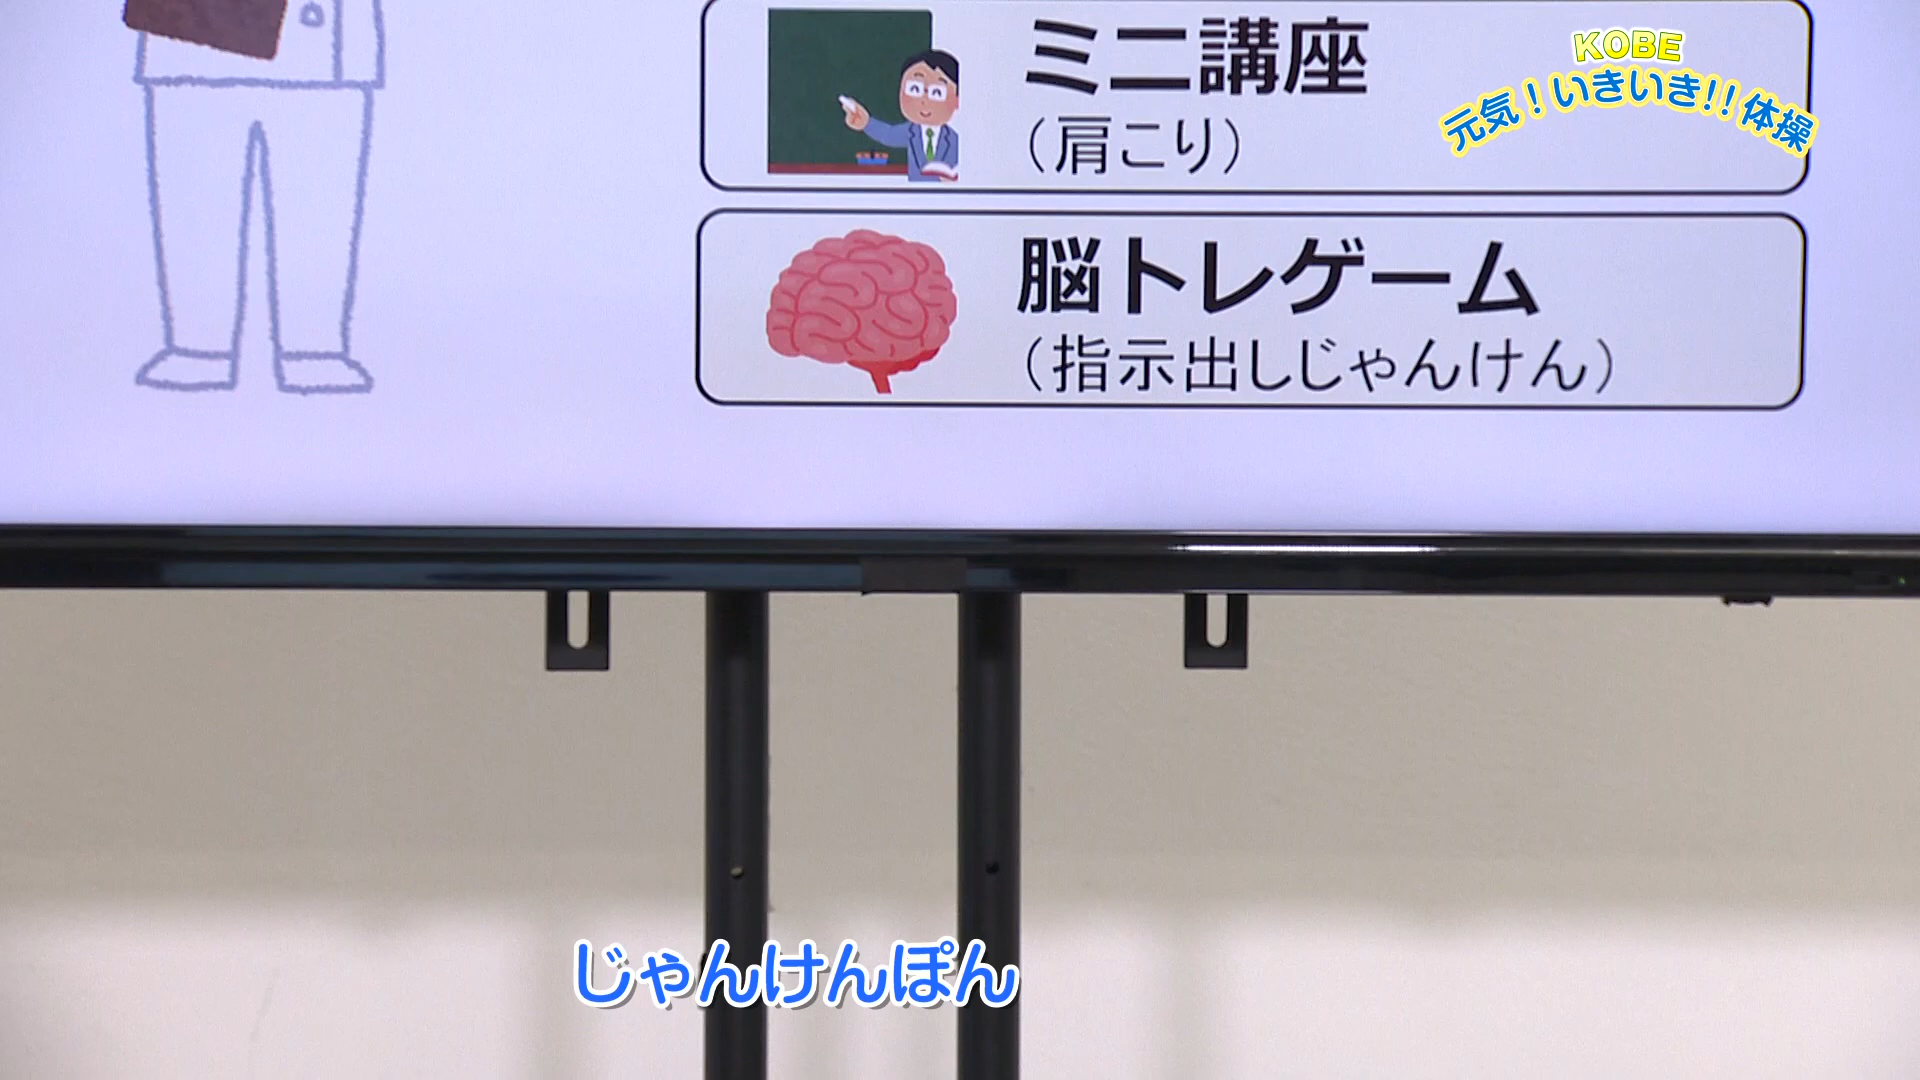 ミニ講座
（肩こり）
KOBE
元気！いきいき!!体操
脳トレゲーム
（指示出しじゃんけん）
じゃんけんぽん